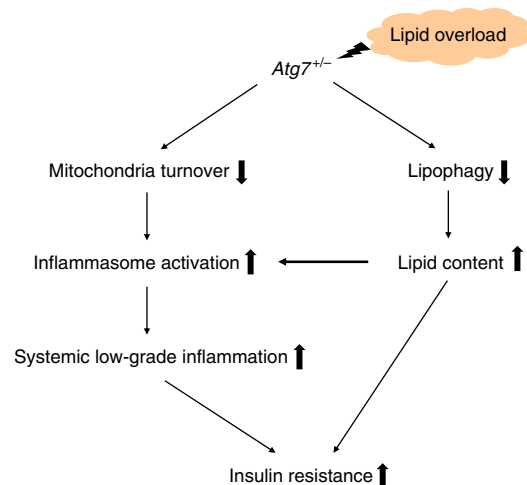 Lipid overload
Atg7+/–
Mitochondria turnover
Lipophagy
Inflammasome activation
Lipid content
Systemic low-grade inflammation
Insulin resistance